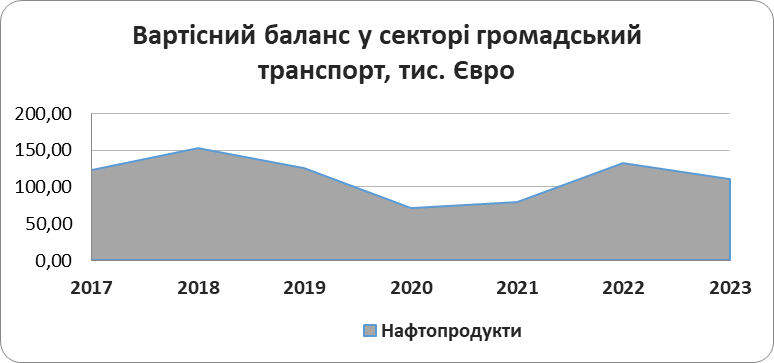 Вартісний баланс у секторі громадський
транспорт, тис. Євро
200,00
150,00
100,00
50,00
0,00
2017 2018 2019 2020 2021 2022 2023
Нафтопродукти